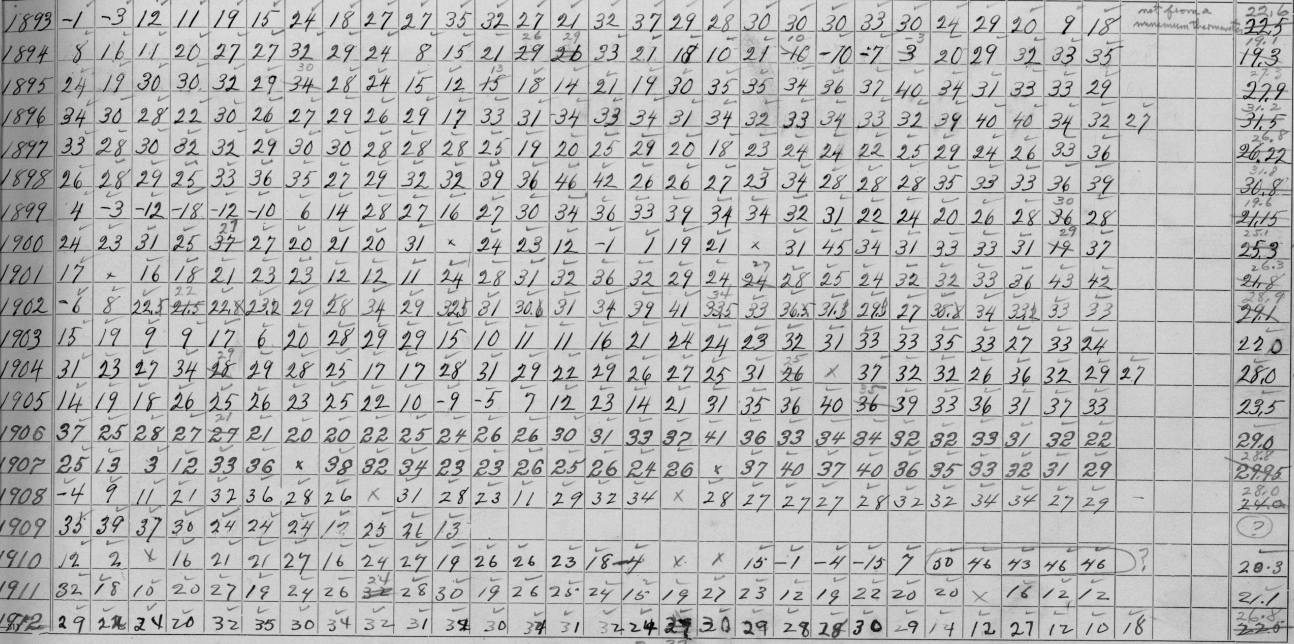 1893 -1 -3 12 11 19 15 24 18 27 27 35 32 27 21 32 37 29 28 30 30 30 33 30 24 29 20 9 18 not from a minimum thermometer 22.6 22.5
1894 8 16 11 20 27 27 32 29 24 8 15 21 26 29 29 26 33 21 18 10 21 10 -10 -10 -7 -3 3 20 29 32 33 35 19.1 19.3
1895 24 19 30 30 32 29 30 34 28 24 15 12 13 15 18 14 21 19 30 35 35 34 36 37 40 34 31 33 33 29 27.3 27.9
1896 34 30 28 22 30 26 27 29 26 29 17 33 31 34 33 34 31 34 32 33 34 33 32 39 40 40 34 32 27 31.2 31.5
1897 33 28 30 32 32 29 30 30 28 28 28 25 19 20 25 29 20 18 23 24 24 22 25 29 24 26 33 36 26.8 26.22
1898 26 28 29 25 33 36 35 27 29 32 32 39 36 46 42 26 26 27 23 34 28 28 28 35 33 33 36 39 31.8 30.8
1899 4 -3 -12 -18 -12 -10 6 14 28 27 16 27 30 34 36 33 39 34 34 32 31 22 24 20 26 28 30 36 28 19.6 21.15
1900 24 23 31 25 27 37 27 20 21 20 31 x 24 23 12 -1 1 19 21 x 31 45 34 31 33 33 31 29 19 37 25.1 25.3
1901 17 x 16 18 21 23 23 12 12 11 24 28 31 32 36 32 29 24 27 24 28 25 24 32 32 33 36 43 42 26.3 21.8
1902 -6 8 22.5 22 21.5 22.8 23.2 29 28 34 29 32.5 31 30.6 31 34 39 41 34 33.5 33 36.5 31.8 29.8 27 30.8 34 33.2 33 33 28.9 29.1
1903 15 19 9 9 17 6 20 28 29 29 15 10 11 11 16 21 24 24 23 32 31 33 33 35 33 27 33 24 22.0
1904 31 23 27 34 29 28 29 28 25 17 17 28 31 29 22 29 26 27 25 31 25 26 x 37 32 32 26 36 32 29 27 28.0
1905 14 19 18 26 25 26 23 25 22 10 -9 -5 7 12 23 14 21 31 35 36 40 35 36 39 33 36 31 37 33 23.5
1906 37 25 28 27 21 27 21 20 20 22 25 24 26 26 30 31 33 37 41 36 33 34 34 32 32 33 31 32 22 29.0
1907 25 13 3 12 33 36 x 38 32 34 23 23 26 25 26 24 26 x 37 40 37 40 36 35 33 32 31 29 28.8 29.95
1908 -4 9 11 21 32 36 28 26 x 31 28 23 11 29 32 34 x 28 27 27 27 28 32 32 34 34 27 29 - 28.0 24.0
1909 35 39 37 30 24 24 24 12 25 26 13 ?
1910 12 2 x 16 21 21 27 16 24 27 19 26 26 23 18 -4 x x 15 -1 -4 -15 7 50 46 43 46 46 ? 20.3
1911 32 18 15 20 27 19 24 26 24 28 30 19 26 25 24 15 19 27 23 12 19 22 20 20 x 16 12 12 21.1
1912 29 24 20 32 35 30 34 32 31 30 31 32 24 30 29 28 28 30 29 14 12 27 12 10 18 26.8